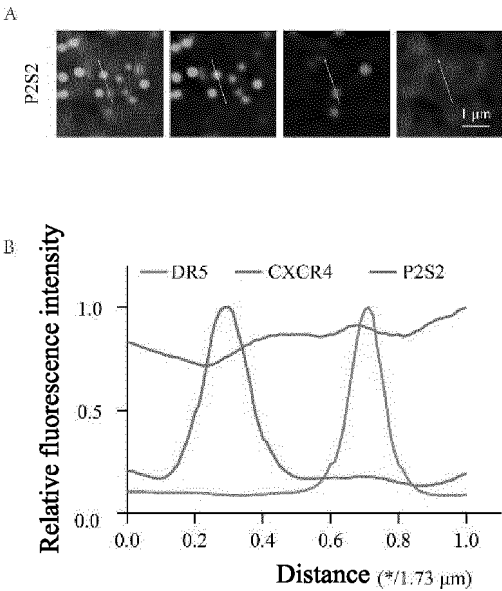 A
P2S2
1 μm
B
DR5 CXCR4 P2S2
Relative fluorescence intensity
1.0
0.5
0.0
0.0 0.2 0.4 0.6 0.8 1.0
Distance (*/1.73 μm)